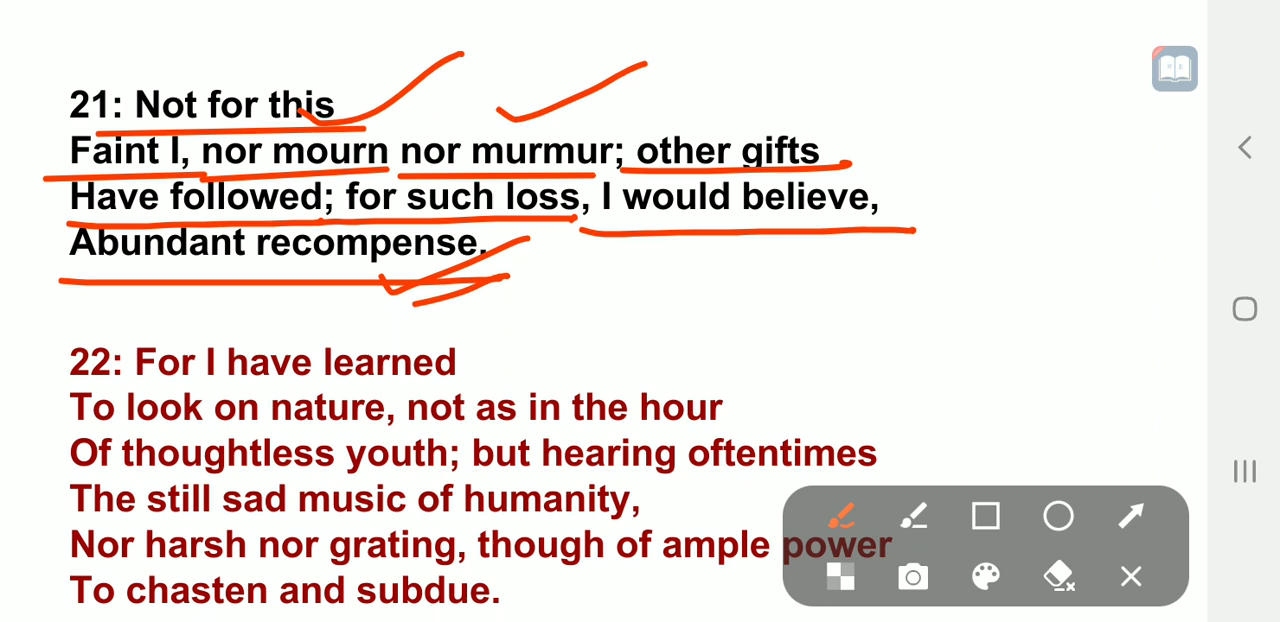 21: Not for this
Faint I, nor mourn nor murmur; other gifts
Have followed; for such loss, I would believe,
Abundant recompense.
22: For I have learned
To look on nature, not as in the hour
Of thoughtless youth; but hearing oftentimes
The still sad music of humanity,
Nor harsh nor grating, though of ample power
To chasten and subdue.